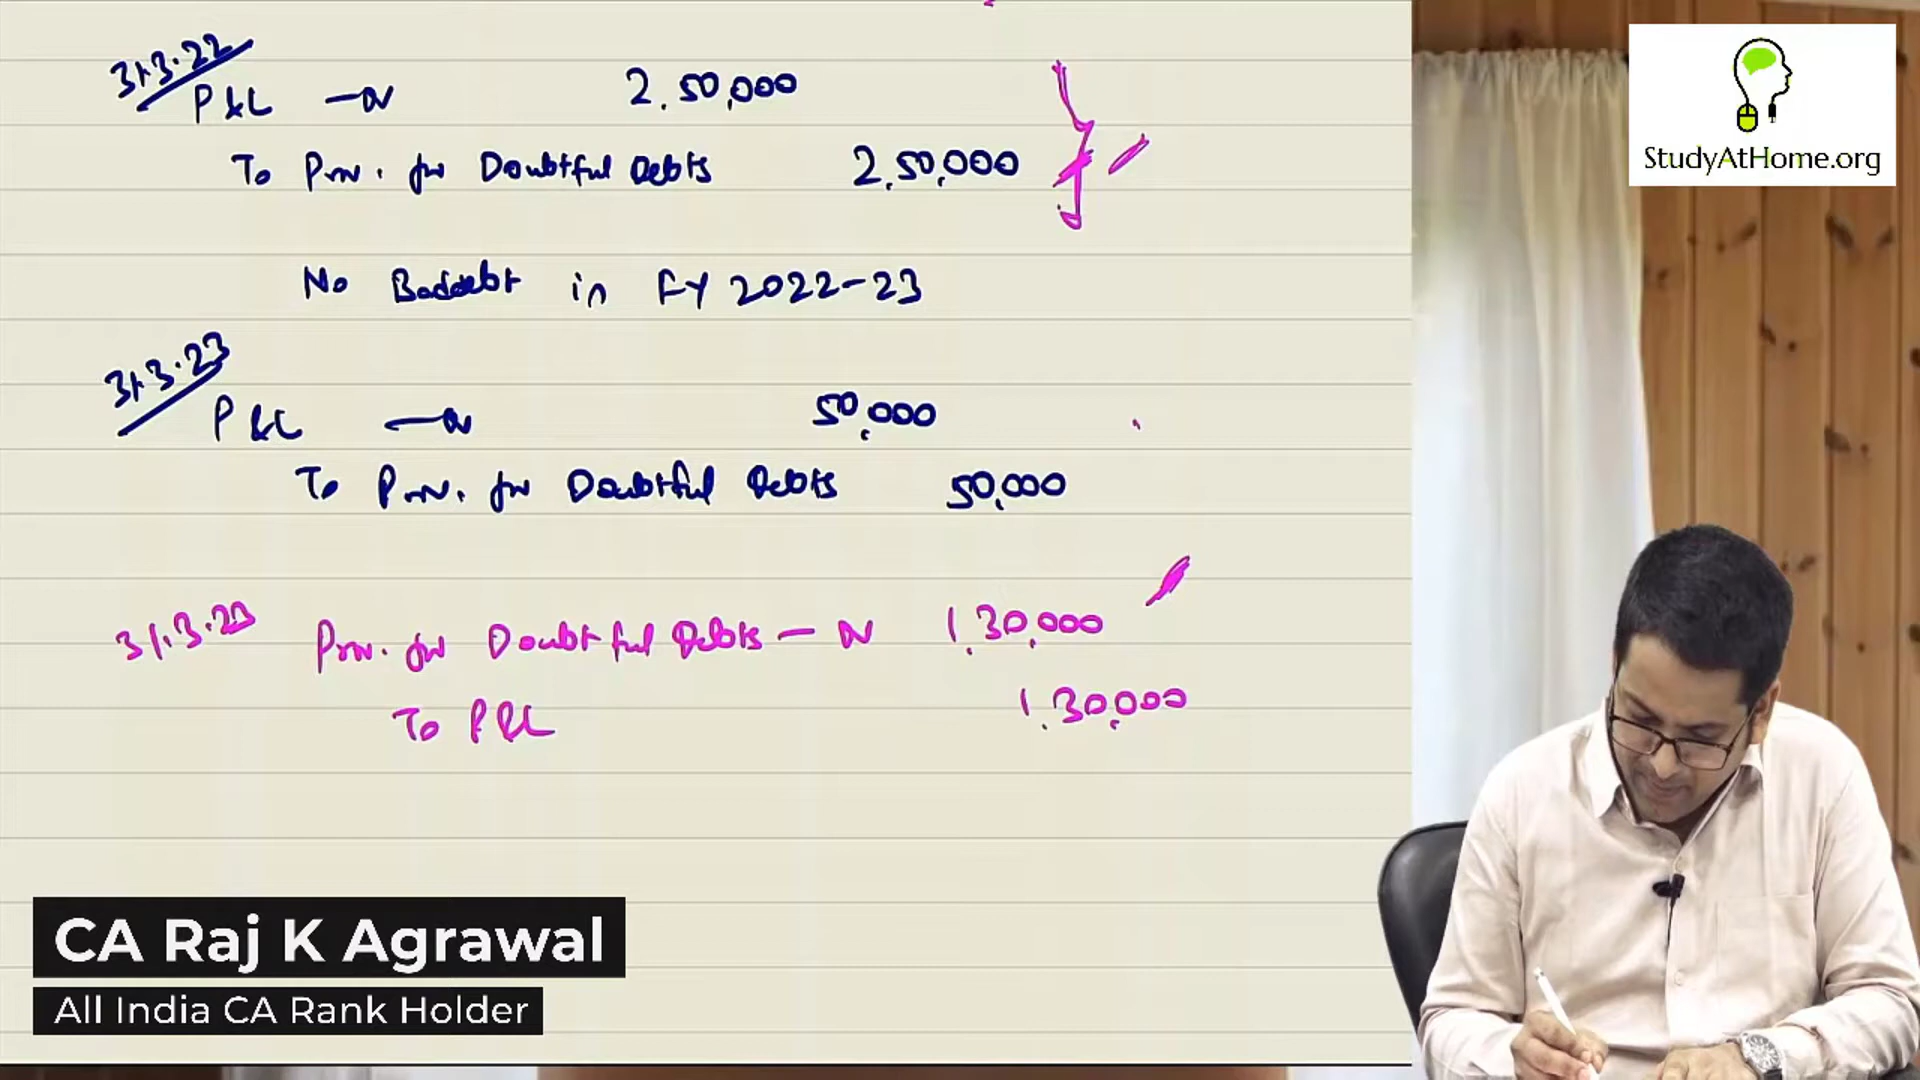 31.3.22
P&L — Dr 2,50,000
To Prov. for Doubtful Debts 2,50,000
No Baddebt in FY 2022-23
31.3.23
P&L — Dr 50,000
To Prov. for Doubtful Debts 50,000
31.3.23 Prov. for Doubtful Debts — Dr 1,30,000
To P&L 1,30,000
StudyAtHome.org
CA Raj K Agrawal
All India CA Rank Holder